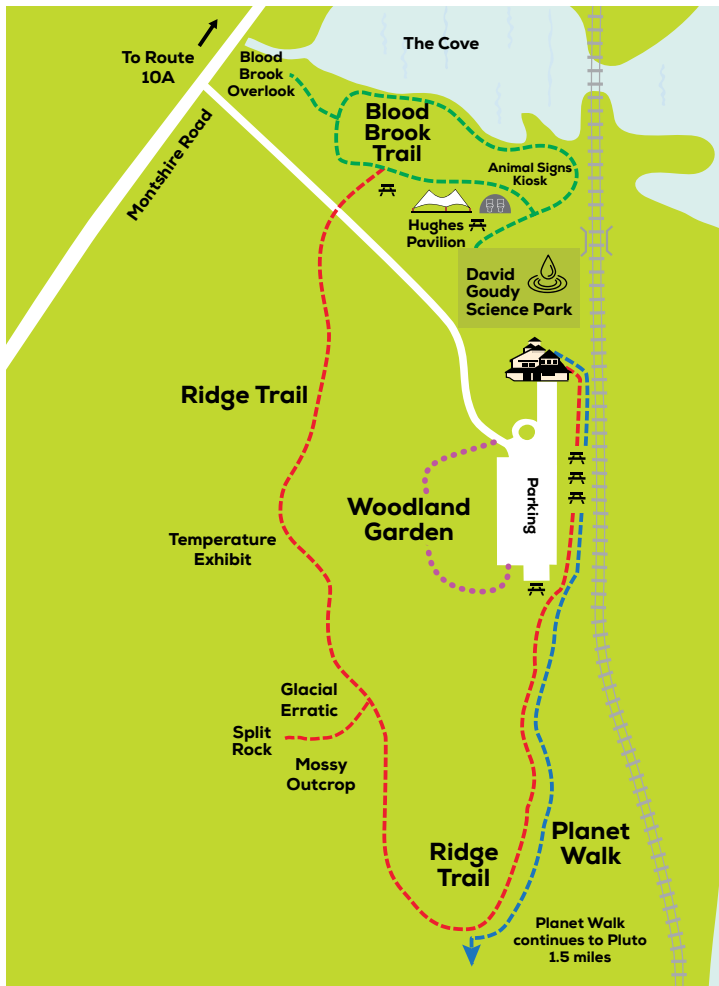 The Cove
To Route
10A
Blood
Brook
Overlook
Montshire Road
Blood
Brook
Trail
Animal Signs
Kiosk
Hughes
Pavilion
David
Goudy
Science Park
Ridge Trail
Woodland
Garden
Parking
Temperature
Exhibit
Glacial
Erratic
Split
Rock
Mossy
Outcrop
Ridge
Trail
Planet
Walk
Planet Walk
continues to Pluto
1.5 miles